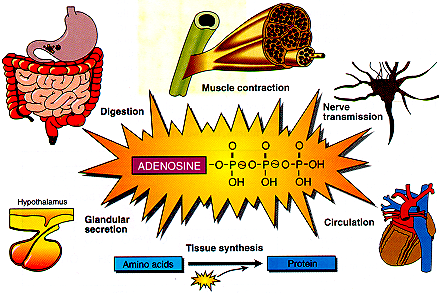 Muscle contraction
Digestion
Nerve
transmission
O O O
ADENOSINE -O-P⊖O-P⊖O-P-OH
OH OH OH
Hypothalamus
Glandular
secretion
Circulation
Tissue synthesis
Amino acids
Protein